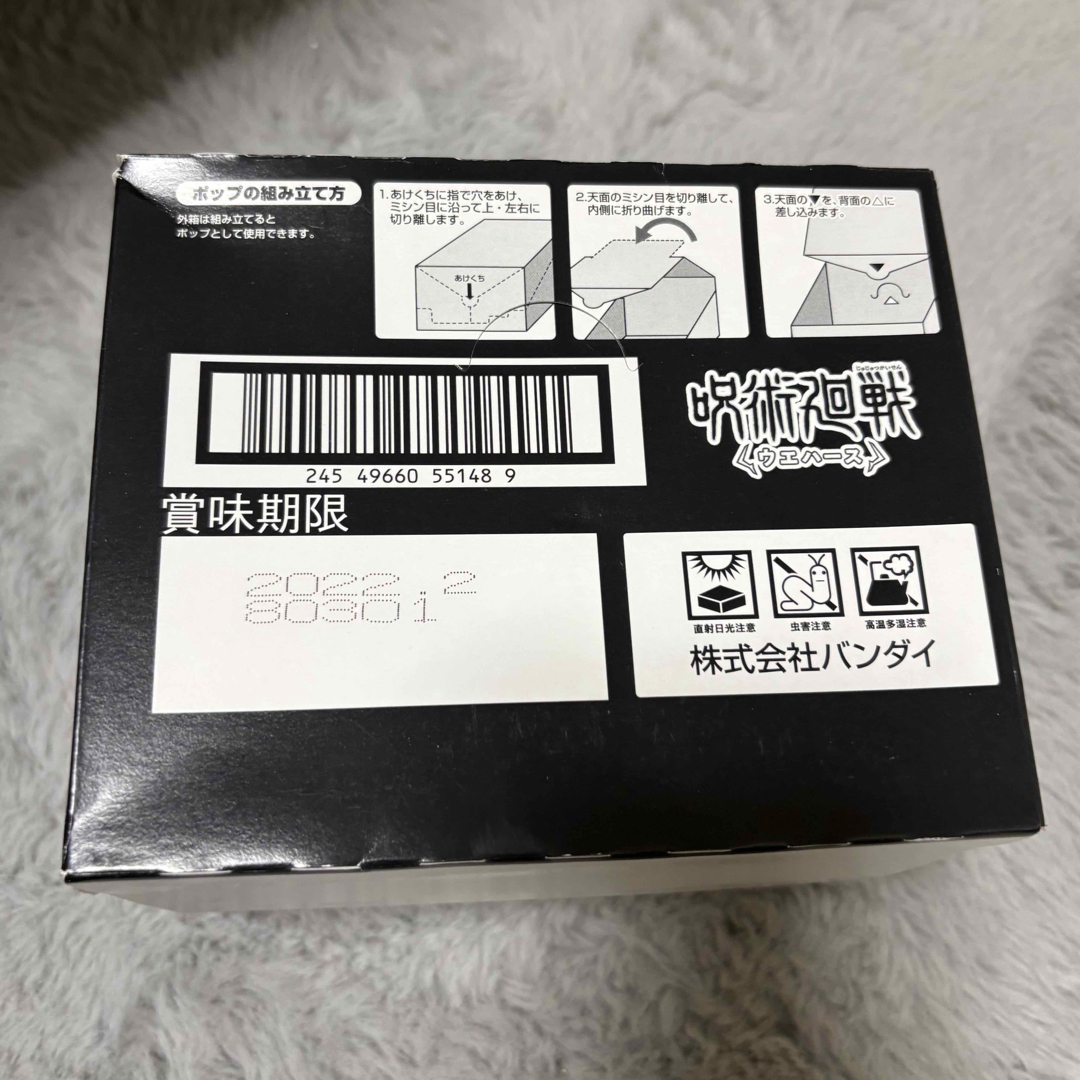 ポップの組み立て方
外箱は組み立てると
ポップとして使用できます。
1.あけくちに指で穴をあけ、
ミシン目に沿って上・左右に
切り離します。
あけくち
2.天面のミシン目を切り離して、
内側に折り曲げます。
3.天面の▼を、背面の△に
差し込みます。
245 49660 55148 9
じゅじゅつかいせん
呪術廻戦
ウエハース
賞味期限
2022.2
80301
直射日光注意
虫害注意
高温多湿注意
株式会社バンダイ